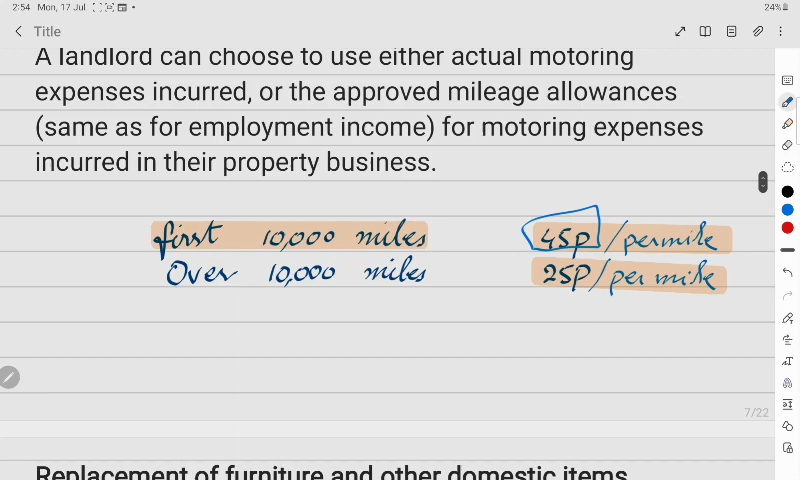 2:54 Mon, 17 Jul 24%
Title
A landlord can choose to use either actual motoring
expenses incurred, or the approved mileage allowances
(same as for employment income) for motoring expenses
incurred in their property business.
first 10,000 miles 45p/per mile
Over 10,000 miles 25p/per mile
7/22
Replacement of furniture and other domestic items